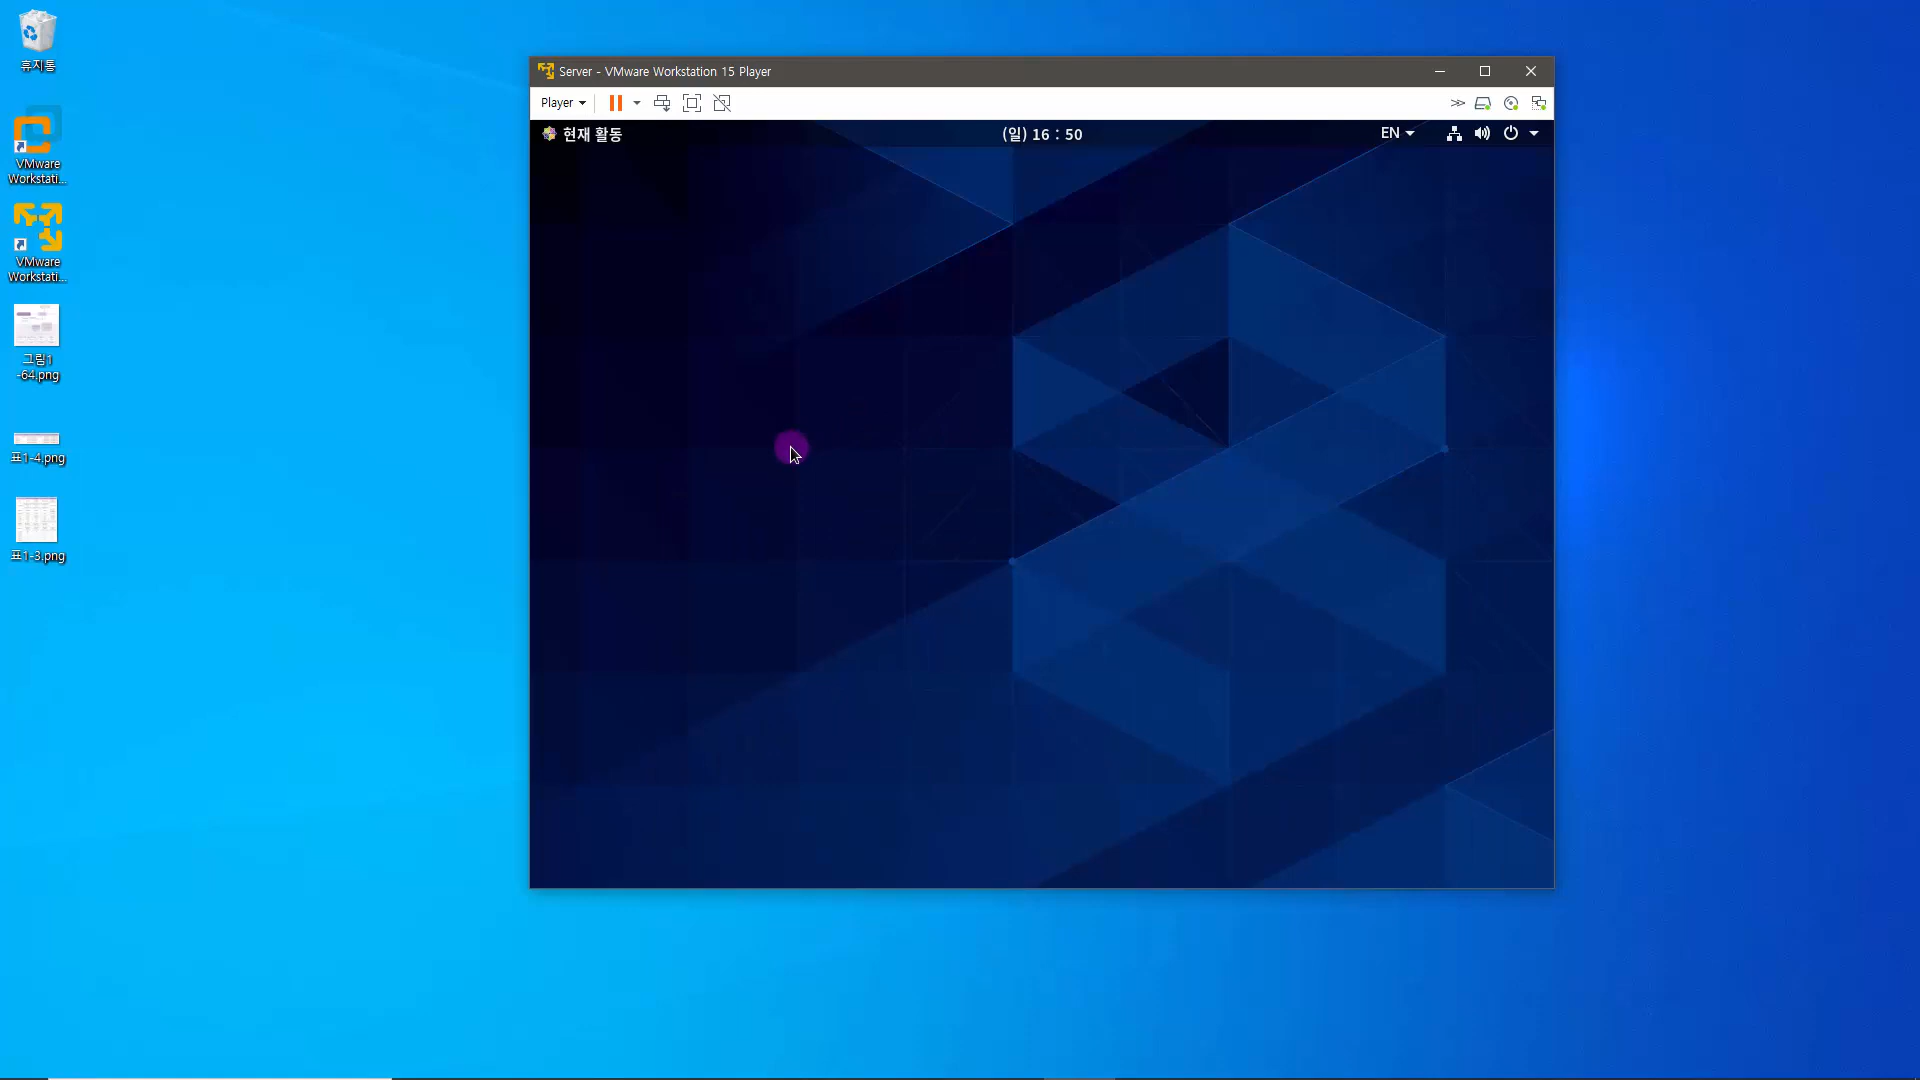 휴지통
VMware
Workstati...
VMware
Workstati...
그림1
-64.png
표1-4.png
표1-3.png
Server - VMware Workstation 15 Player
Player
현재 활동
(일) 16 : 50
EN